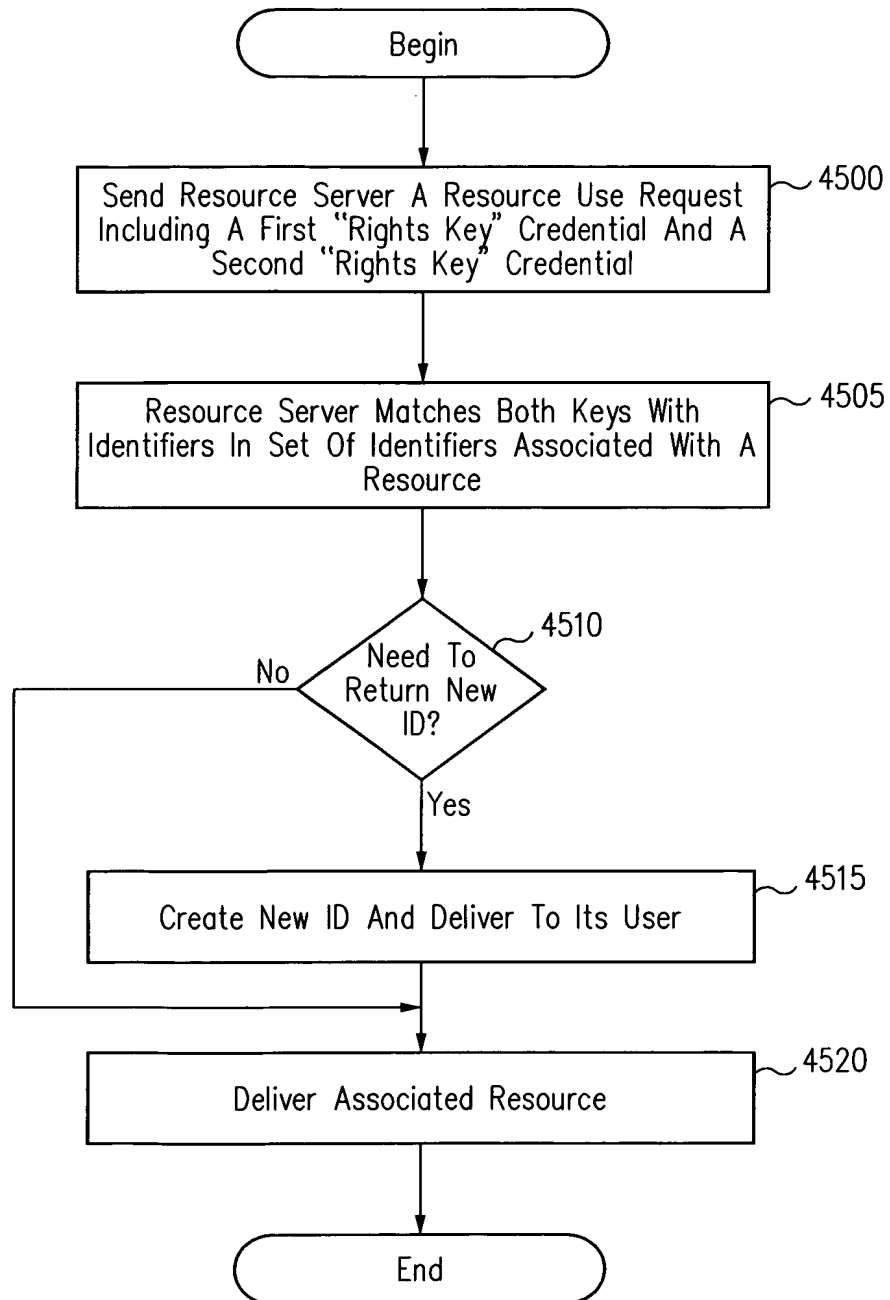 Begin
Send Resource Server A Resource Use Request
Including A First "Rights Key" Credential And A
Second "Rights Key" Credential
4500
Resource Server Matches Both Keys With
Identifiers In Set Of Identifiers Associated With A
Resource
4505
Need To
Return New
ID?
4510
No
Yes
Create New ID And Deliver To Its User
4515
Deliver Associated Resource
4520
End